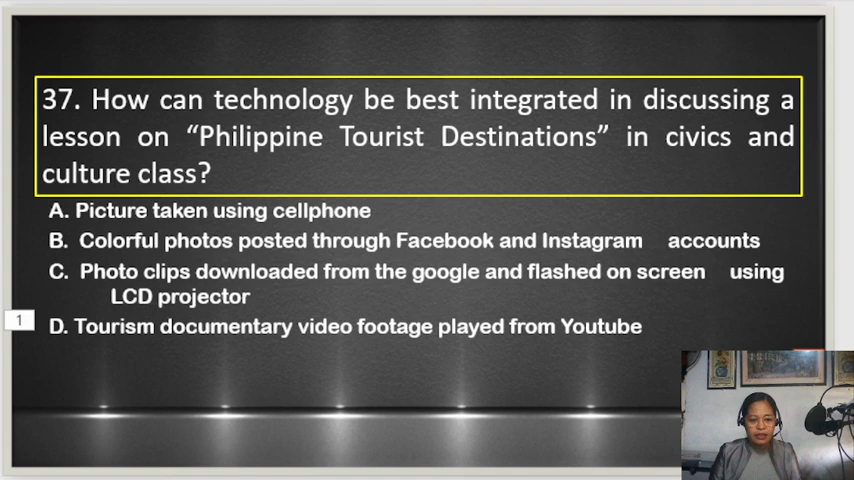 37. How can technology be best integrated in discussing a
lesson on “Philippine Tourist Destinations” in civics and
culture class?
A. Picture taken using cellphone
B. Colorful photos posted through Facebook and Instagram accounts
C. Photo clips downloaded from the google and flashed on screen using
LCD projector
1
D. Tourism documentary video footage played from Youtube